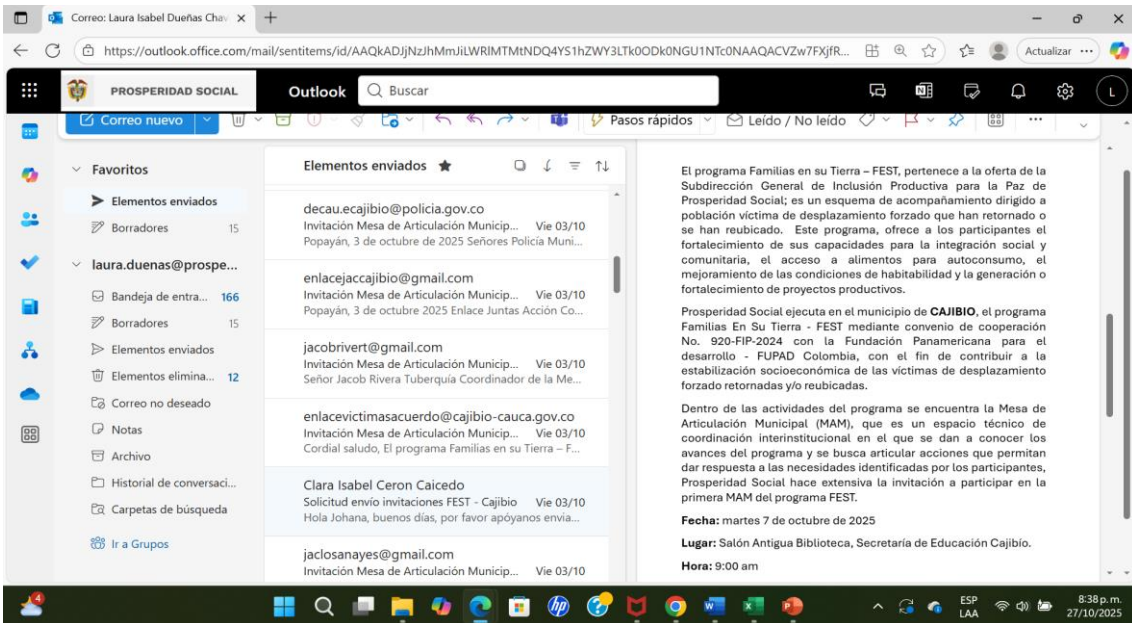 Correo: Laura Isabel Dueñas Chav
https://outlook.office.com/mail/sentitems/id/AAQkADJjNzJhMmJiLWRlMTMtNDQ4YS1hZWY3LTk0ODk0NGU1NTc0NAAQACVZw7FXjfR...
Actualizar
PROSPERIDAD SOCIAL
Outlook
Buscar
L
Correo nuevo
Pasos rápidos
Leído / No leído
Favoritos
Elementos enviados
Borradores 15
laura.duenas@prospe...
Bandeja de entra... 166
Borradores 15
Elementos enviados
Elementos elimina... 12
Correo no deseado
Notas
Archivo
Historial de conversaci...
Carpetas de búsqueda
Ir a Grupos
Elementos enviados
decau.ecajibio@policia.gov.co
Invitación Mesa de Articulación Municip... Vie 03/10
Popayán, 3 de octubre de 2025 Señores Policía Muni...
enlacejaccajibio@gmail.com
Invitación Mesa de Articulación Municip... Vie 03/10
Popayán, 3 de octubre 2025 Enlace Juntas Acción Co...
jacobrivert@gmail.com
Invitación Mesa de Articulación Municip... Vie 03/10
Señor Jacob Rivera Tuberquía Coordinador de la Me...
enlacevictimasacuerdo@cajibio-cauca.gov.co
Invitación Mesa de Articulación Municip... Vie 03/10
Cordial saludo, El programa Familias en su Tierra – F...
Clara Isabel Ceron Caicedo
Solicitud envío invitaciones FEST - Cajibio Vie 03/10
Hola Johana, buenos días, por favor apóyanos envia...
jaclosanayes@gmail.com
Invitación Mesa de Articulación Municip... Vie 03/10
El programa Familias en su Tierra – FEST, pertenece a la oferta de la
Subdirección General de Inclusión Productiva para la Paz de
Prosperidad Social; es un esquema de acompañamiento dirigido a
población víctima de desplazamiento forzado que han retornado o
se han reubicado. Este programa, ofrece a los participantes el
fortalecimiento de sus capacidades para la integración social y
comunitaria, el acceso a alimentos para autoconsumo, el
mejoramiento de las condiciones de habitabilidad y la generación o
fortalecimiento de proyectos productivos.
Prosperidad Social ejecuta en el municipio de CAJIBIO, el programa
Familias En Su Tierra - FEST mediante convenio de cooperación
No. 920-FIP-2024 con la Fundación Panamericana para el
desarrollo - FUPAD Colombia, con el fin de contribuir a la
estabilización socioeconómica de las víctimas de desplazamiento
forzado retornadas y/o reubicadas.
Dentro de las actividades del programa se encuentra la Mesa de
Articulación Municipal (MAM), que es un espacio técnico de
coordinación interinstitucional en el que se dan a conocer los
avances del programa y se busca articular acciones que permitan
dar respuesta a las necesidades identificadas por los participantes,
Prosperidad Social hace extensiva la invitación a participar en la
primera MAM del programa FEST.
Fecha: martes 7 de octubre de 2025
Lugar: Salón Antigua Biblioteca, Secretaría de Educación Cajibío.
Hora: 9:00 am
4
ESP
LAA
8:38 p. m.
27/10/2025